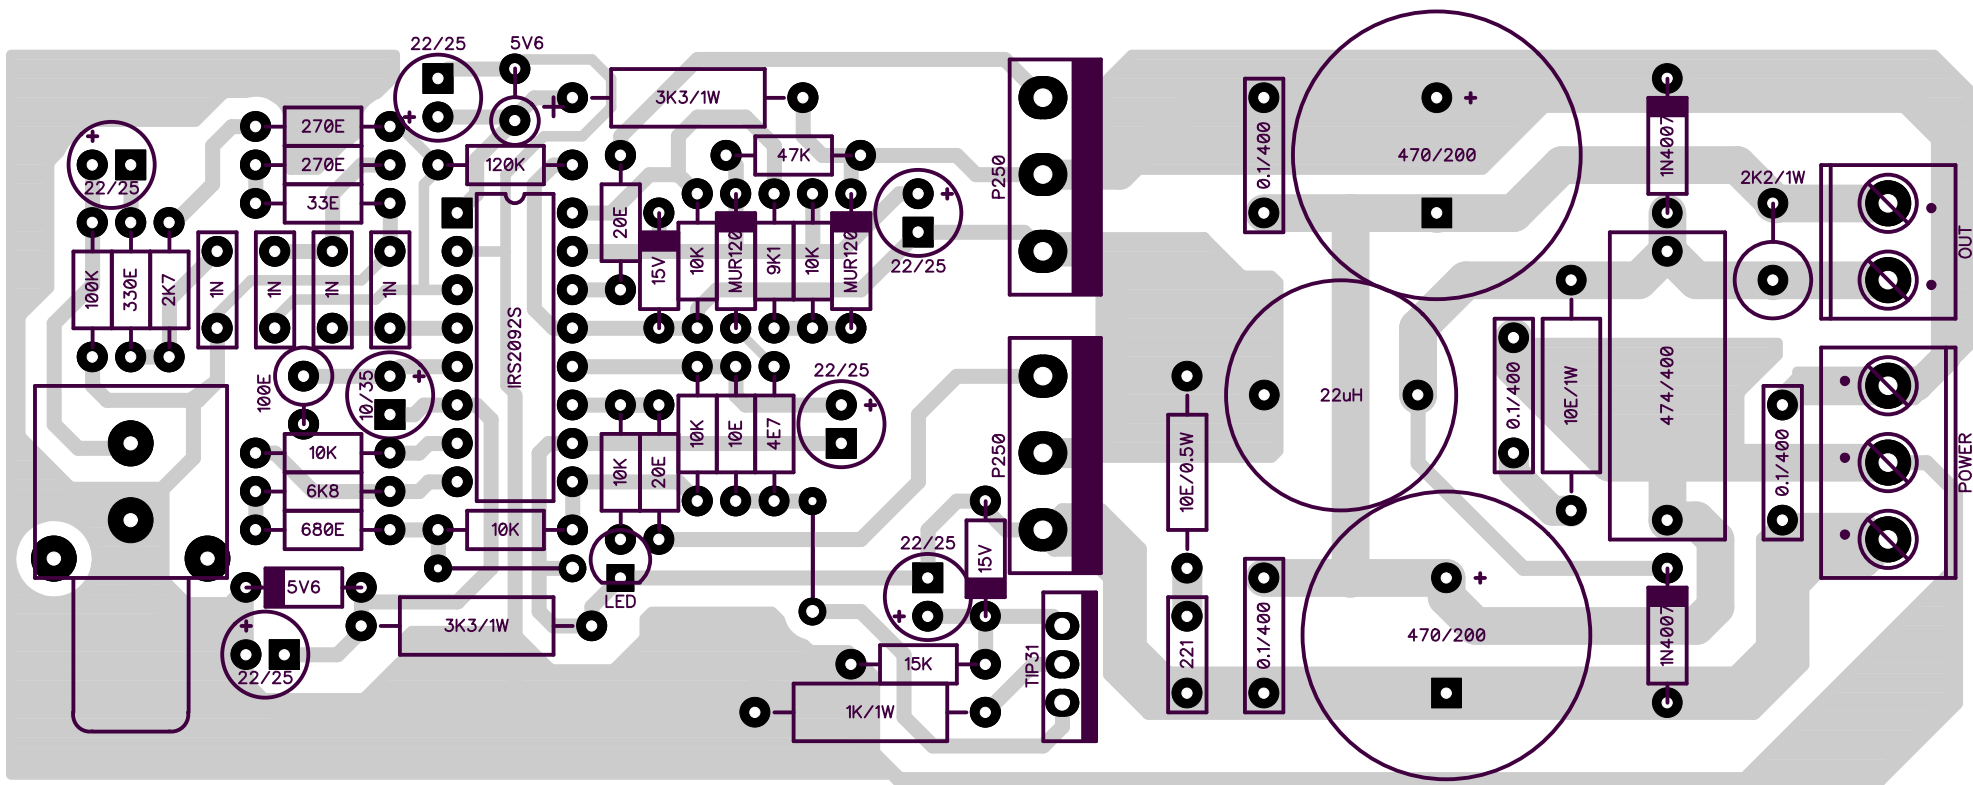 22/25
5V6
3K3/1W
270E
270E
33E
120K
47K
22/25
22/25
P250
0.1/400
470/200
+
1N4007
2K2/1W
OUT
100K
330E
2K7
1N
1N
1N
1N
IRS2092S
20E
15V
10K
MUR120
9K1
10K
MUR120
22uH
0.1/400
10E/1W
474/400
0.1/400
POWER
100E
10/35
10K
6K8
680E
10K
10K
20E
10K
10E
4E7
22/25
P250
10E/0.5W
5V6
3K3/1W
22/25
LED
22/25
15V
15K
1K/1W
TIP31
221
0.1/400
470/200
+
1N4007